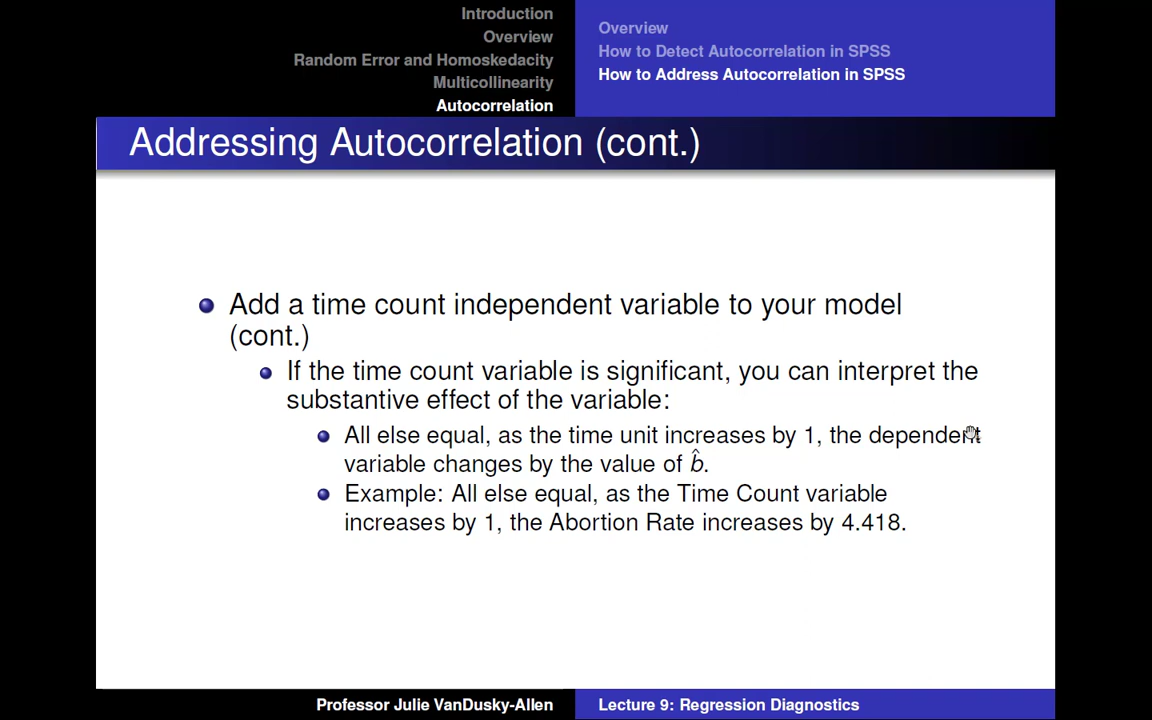 Introduction
Overview
Random Error and Homoskedacity
Multicollinearity
Autocorrelation
Overview
How to Detect Autocorrelation in SPSS
How to Address Autocorrelation in SPSS
Addressing Autocorrelation (cont.)
Add a time count independent variable to your model
(cont.)
If the time count variable is significant, you can interpret the
substantive effect of the variable:
All else equal, as the time unit increases by 1, the dependent
variable changes by the value of b̂.
Example: All else equal, as the Time Count variable
increases by 1, the Abortion Rate increases by 4.418.
Professor Julie VanDusky-Allen
Lecture 9: Regression Diagnostics